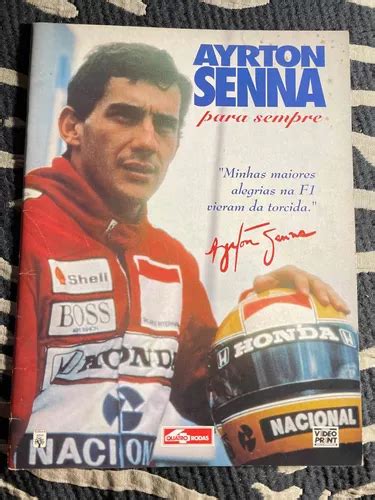 AYRTON
SENNA
para sempre
"Minhas maiores
alegrias na F1
vieram da torcida."
Ayrton Senna
Shell
BOSS
HONDA
HONDA
NACIONAL
NACION
QUATRO RODAS
VIDEO
PRINT